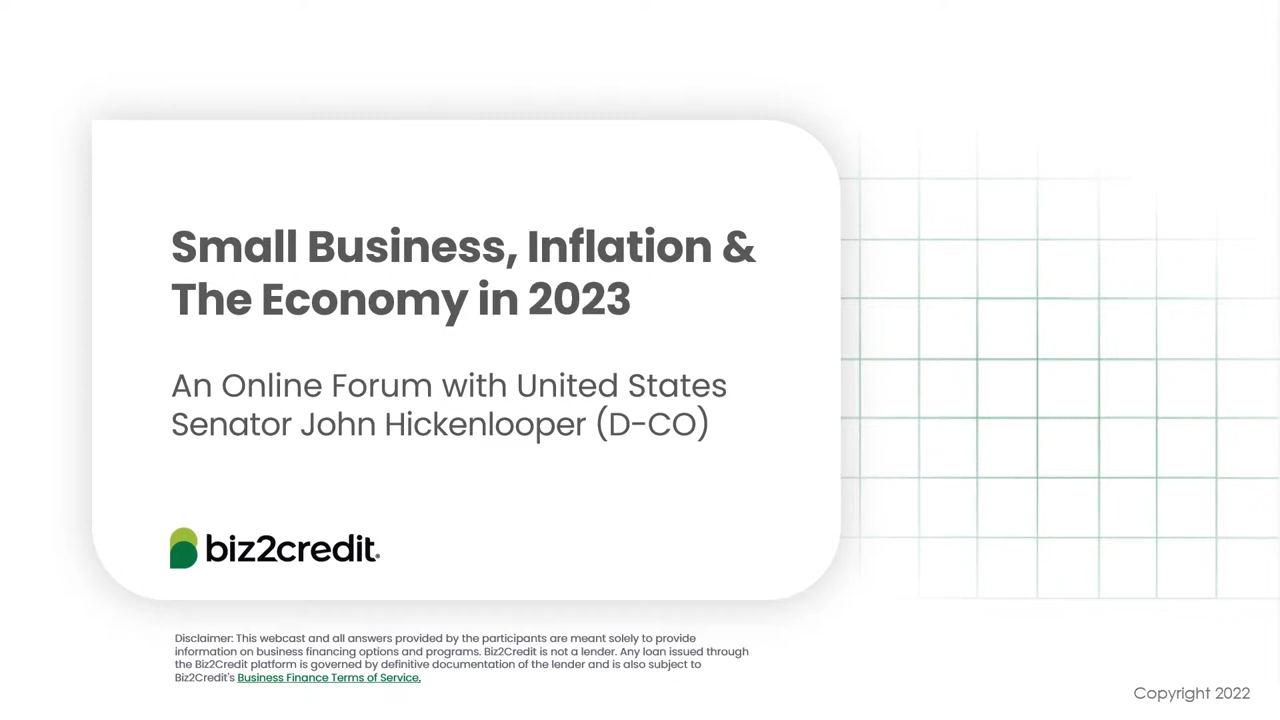 Small Business, Inflation &
The Economy in 2023
An Online Forum with United States
Senator John Hickenlooper (D-CO)
biz2credit.
Disclaimer: This webcast and all answers provided by the participants are meant solely to provide
information on business financing options and programs. Biz2Credit is not a lender. Any loan issued through
the Biz2Credit platform is governed by definitive documentation of the lender and is also subject to
Biz2Credit's Business Finance Terms of Service.
Copyright 2022